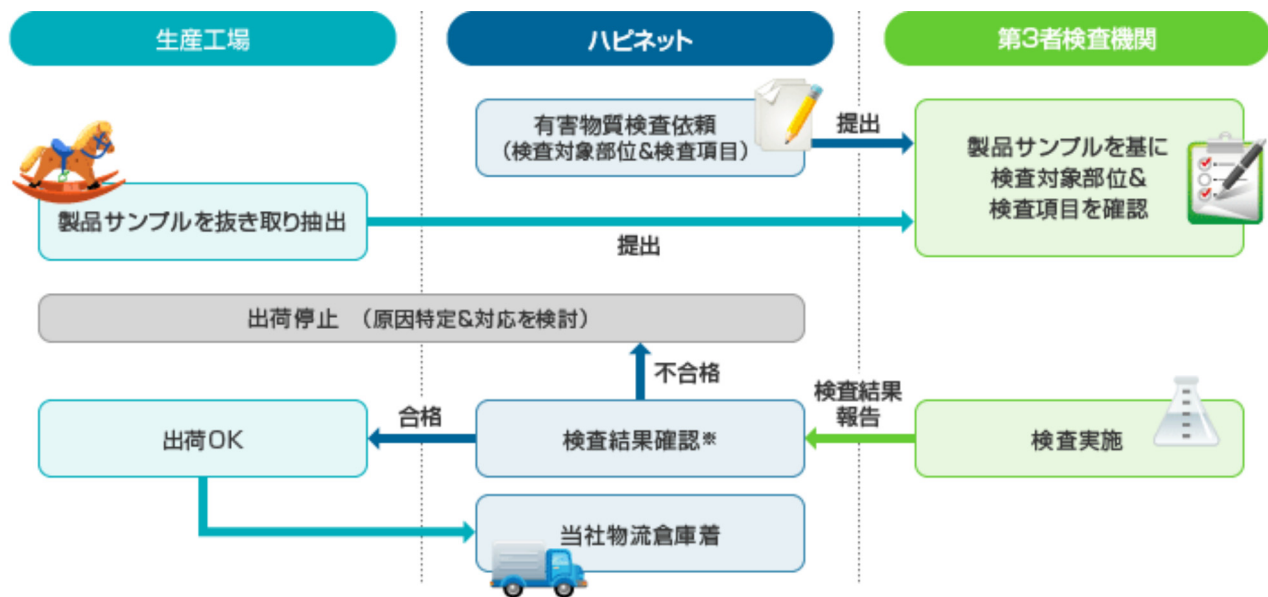 生産工場
ハピネット
第3者検査機関
有害物質検査依頼
(検査対象部位&検査項目)
提出
製品サンプルを基に
検査対象部位&
検査項目を確認
製品サンプルを抜き取り抽出
提出
出荷停止 (原因特定&対応を検討)
不合格
検査結果
報告
合格
出荷OK
検査結果確認※
検査実施
当社物流倉庫着